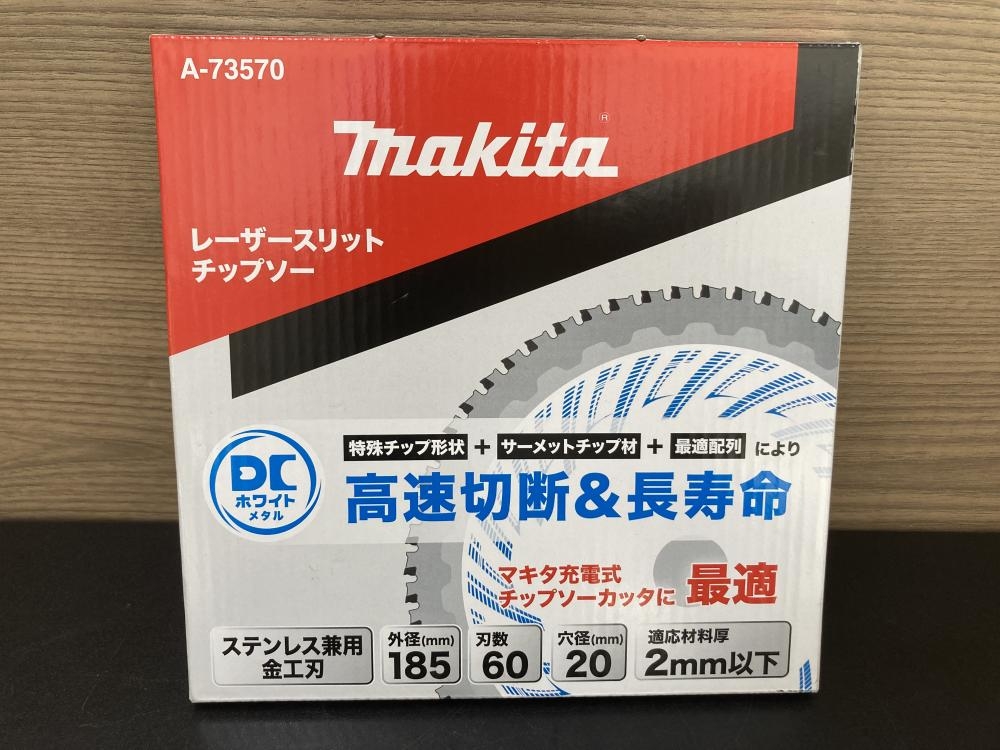 A-73570
makita®
レーザースリット
チップソー
特殊チップ形状 + サーメットチップ材 + 最適配列 により
DC
ホワイト
メタル
高速切断&長寿命
マキタ充電式
チップソーカッタに 最適
ステンレス兼用
金工刃
外径(mm)
185
刃数
60
穴径(mm)
20
適応材料厚
2mm以下